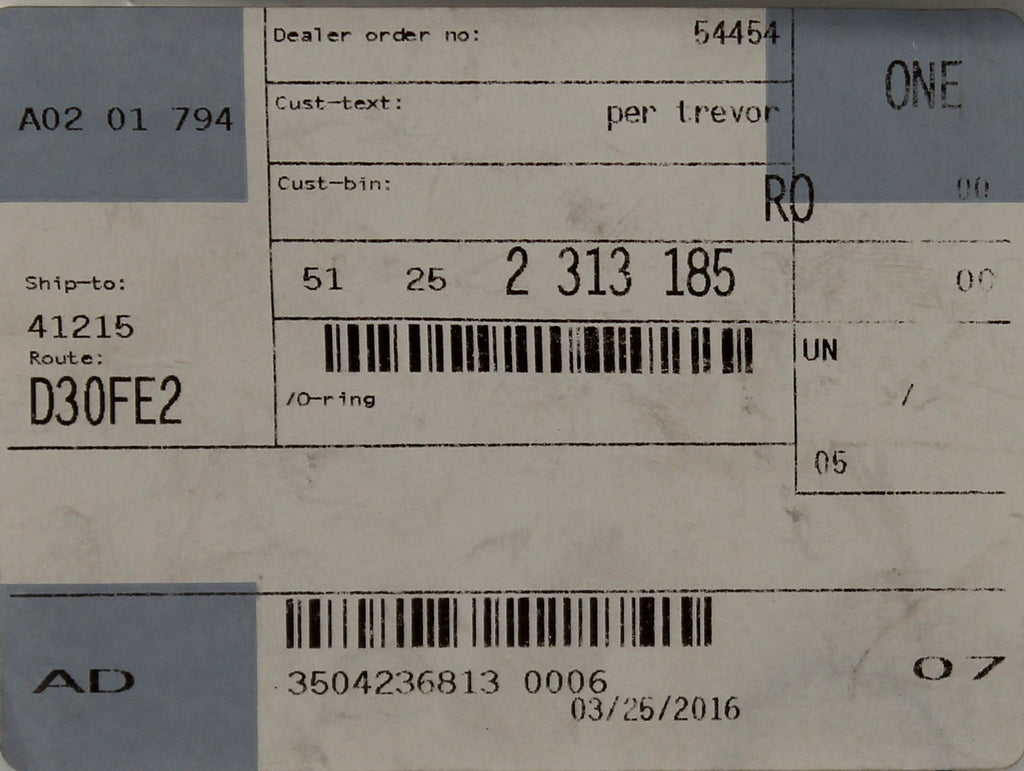 Dealer order no: 54454
ONE
A02 01 794
Cust-text: per trevor
Cust-bin:
RO 00
Ship-to: 51 25 2 313 185 00
41215
Route:
UN
D30FE2
/O-ring /
05
AD
3504236813 0006
07
03/25/2016